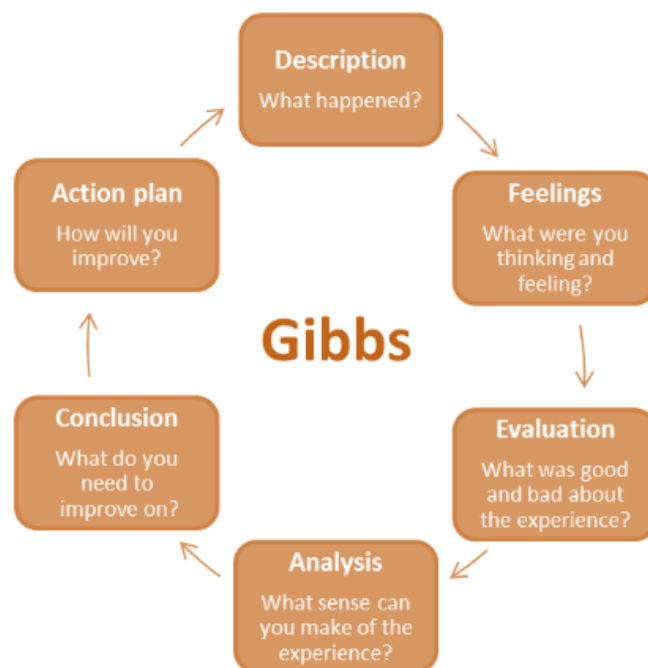 Description
What happened?
Feelings
What were you
thinking and
feeling?
Evaluation
What was good
and bad about
the experience?
Analysis
What sense can
you make of the
experience?
Conclusion
What do you
need to
improve on?
Action plan
How will you
improve?
Gibbs